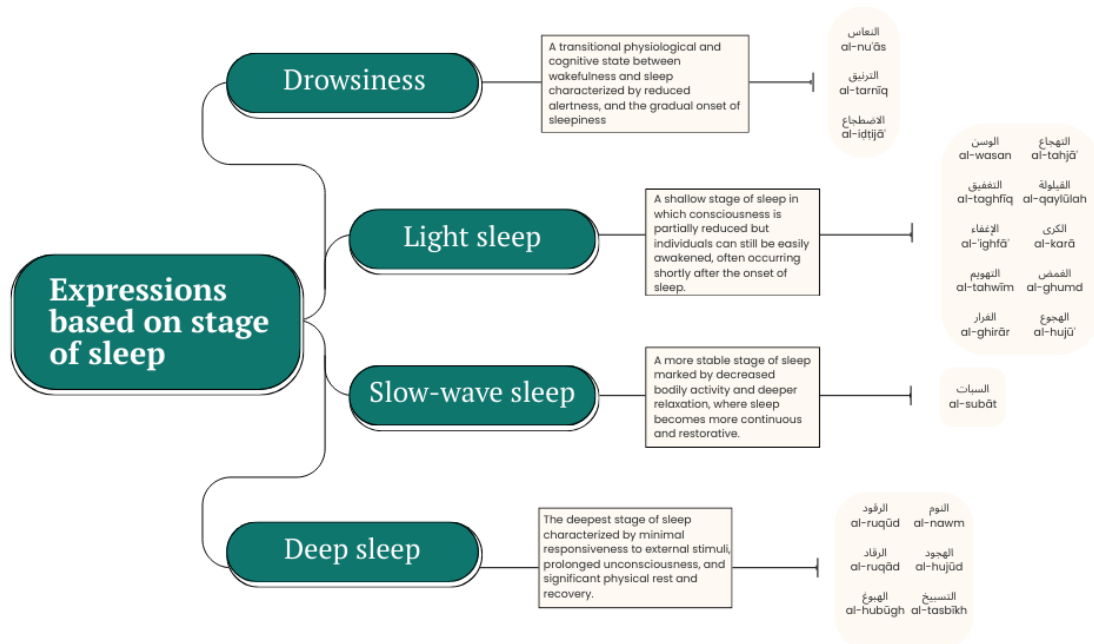 Expressions
based on stage
of sleep
Drowsiness
A transitional physiological and
cognitive state between
wakefulness and sleep
characterized by reduced
alertness, and the gradual onset of
sleepiness
النعاس
al-nu'ās
الترنيق
al-tarnīq
الاضطجاع
al-iḍṭijā'
Light sleep
A shallow stage of sleep in
which consciousness is
partially reduced but
individuals can still be easily
awakened, often occurring
shortly after the onset of
sleep.
الوسن التهجاع
al-wasan al-tahjā'
التغفيق القيلولة
al-taghfīq al-qaylūlah
الإغفاء الكرى
al-'ighfā' al-karā
التهويم الغمض
al-tahwīm al-ghumd
الغرار الهجوع
al-ghirār al-hujū'
Slow-wave sleep
A more stable stage of sleep
marked by decreased
bodily activity and deeper
relaxation, where sleep
becomes more continuous
and restorative.
السبات
al-subāt
Deep sleep
The deepest stage of sleep
characterized by minimal
responsiveness to external stimuli,
prolonged unconsciousness, and
significant physical rest and
recovery.
الرقود النوم
al-ruqūd al-nawm
الرقاد الهجود
al-ruqād al-hujūd
الهبوغ التسبيخ
al-hubūgh al-tasbīkh